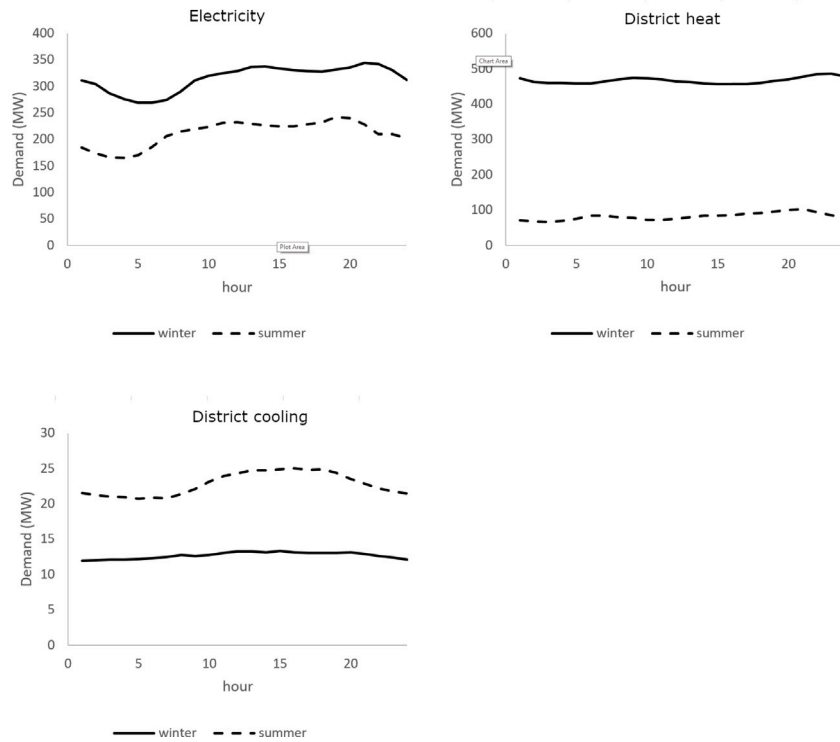 Electricity
400
350
300
250
200
150
100
50
0
Demand (MW)
Plot Area
0 5 10 15 20
hour
winter summer
District heat
600
500
400
300
200
100
0
Demand (MW)
Chart Area
0 5 10 15 20
hour
winter summer
District cooling
30
25
20
15
10
5
0
Demand (MW)
0 5 10 15 20
hour
winter summer